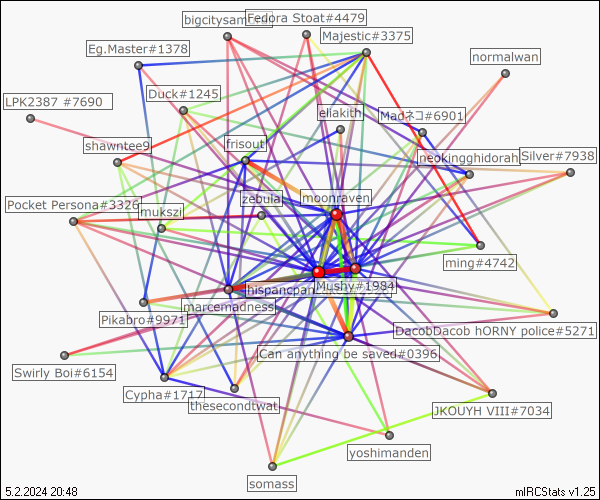 bigcitysam
Fedora Stoat#4479
Majestic#3375
Eg.Master#1378
normalwan
Duck#1245
LPK2387 #7690
ellakith
Madネコ#6901
frisout
shawntee9
neokingghidorah
Silver#7938
zebula
moonraven
Pocket Persona#3326
mukszi
ming#4742
hispancpan
Mushy#1984
marcemadness
Pikabro#9971
DacobDacob hORNY police#5271
Can anything be saved#0396
Swirly Boi#6154
Cypha#1717
thesecondtwat
JKOUYH VIII#7034
yoshimanden
somass
5.2.2024 20:48
mIRCStats v1.25